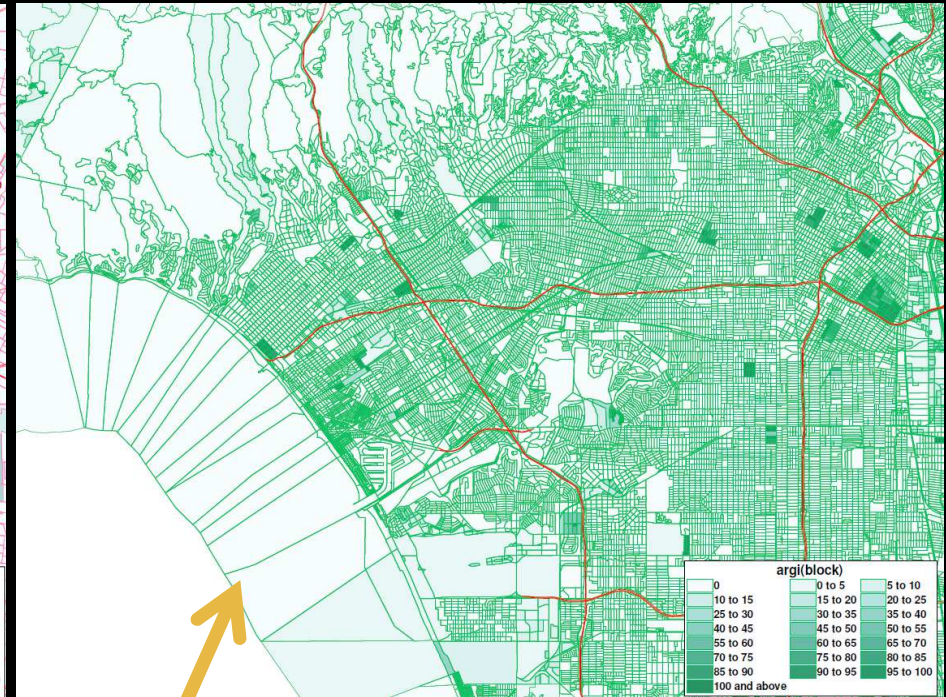 argi(block)
0 0 to 5 5 to 10
10 to 15 15 to 20 20 to 25
25 to 30 30 to 35 35 to 40
40 to 45 45 to 50 50 to 55
55 to 60 60 to 65 65 to 70
70 to 75 75 to 80 80 to 85
85 to 90 90 to 95 95 to 100
100 and above